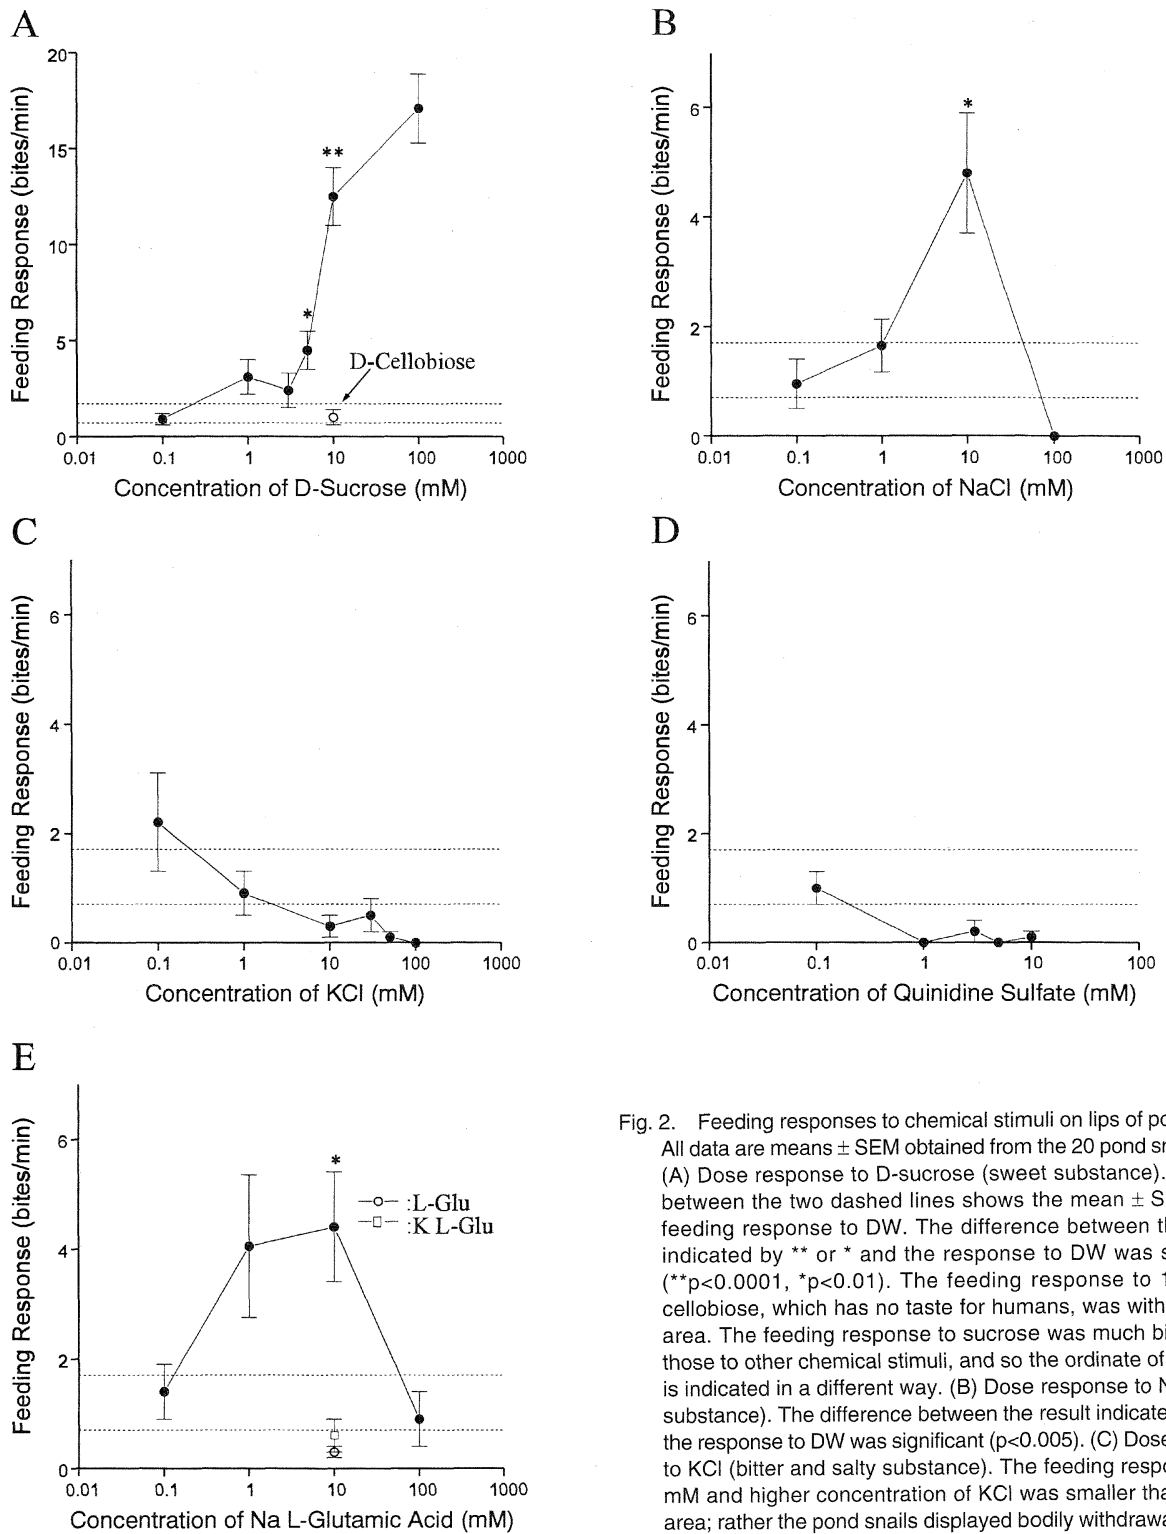 A
20
15
10
5
0
Feeding Response (bites/min)
**
*
D-Cellobiose
0.01 0.1 1 10 100 1000
Concentration of D-Sucrose (mM)
B
6
4
2
0
Feeding Response (bites/min)
*
0.01 0.1 1 10 100 1000
Concentration of NaCl (mM)
C
6
4
2
0
Feeding Response (bites/min)
0.01 0.1 1 10 100 1000
Concentration of KCl (mM)
D
6
4
2
0
Feeding Response (bites/min)
0.01 0.1 1 10 100
Concentration of Quinidine Sulfate (mM)
E
6
4
2
0
Feeding Response (bites/min)
*
:L-Glu
:K L-Glu
0.01 0.1 1 10 100 1000
Concentration of Na L-Glutamic Acid (mM)
Fig. 2. Feeding responses to chemical stimuli on lips of po
All data are means ± SEM obtained from the 20 pond sn
(A) Dose response to D-sucrose (sweet substance).
between the two dashed lines shows the mean ± S
feeding response to DW. The difference between th
indicated by ** or * and the response to DW was s
(**p<0.0001, *p<0.01). The feeding response to 1
cellobiose, which has no taste for humans, was with
area. The feeding response to sucrose was much bi
those to other chemical stimuli, and so the ordinate of
is indicated in a different way. (B) Dose response to N
substance). The difference between the result indicate
the response to DW was significant (p<0.005). (C) Dose
to KCl (bitter and salty substance). The feeding respo
mM and higher concentration of KCl was smaller tha
area; rather the pond snails displayed bodily withdrawa